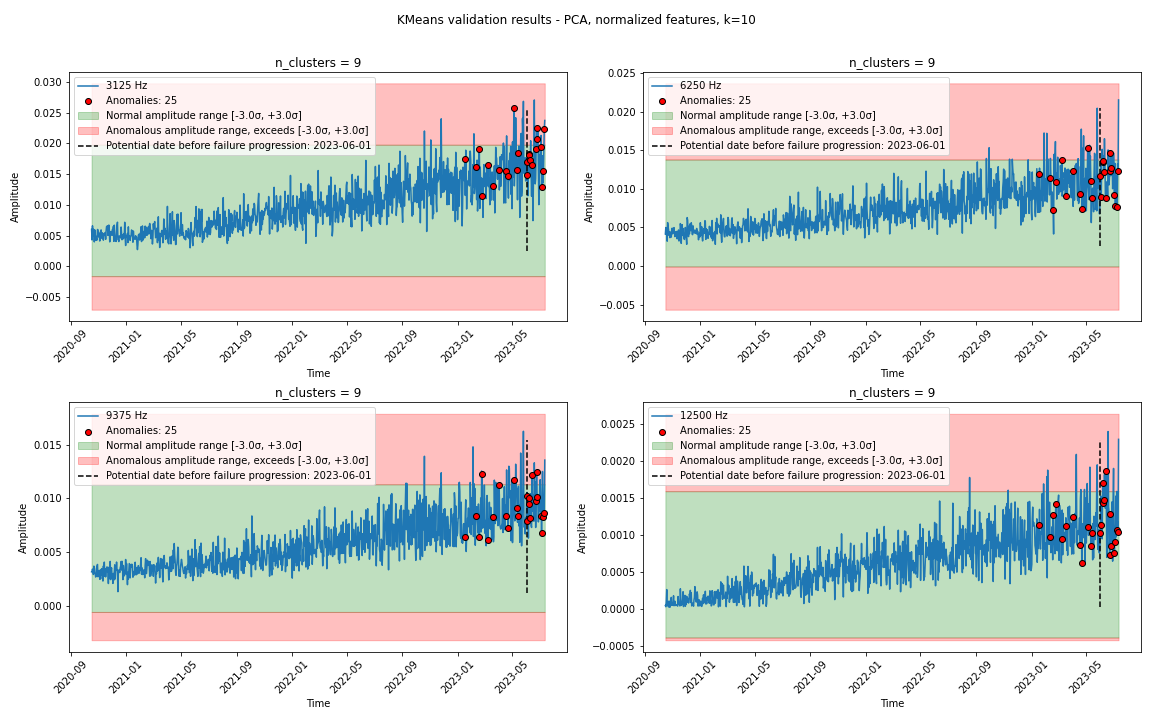 KMeans validation results - PCA, normalized features, k=10
n_clusters = 9
3125 Hz
Anomalies: 25
Normal amplitude range [-3.0σ, +3.0σ]
Anomalous amplitude range, exceeds [-3.0σ, +3.0σ]
Potential date before failure progression: 2023-06-01
0.030
0.025
0.020
0.015
0.010
0.005
0.000
−0.005
Amplitude
2020-09
2021-01
2021-05
2021-09
2022-01
2022-05
2022-09
2023-01
2023-05
Time
n_clusters = 9
6250 Hz
Anomalies: 25
Normal amplitude range [-3.0σ, +3.0σ]
Anomalous amplitude range, exceeds [-3.0σ, +3.0σ]
Potential date before failure progression: 2023-06-01
0.025
0.020
0.015
0.010
0.005
0.000
−0.005
Amplitude
2020-09
2021-01
2021-05
2021-09
2022-01
2022-05
2022-09
2023-01
2023-05
Time
n_clusters = 9
9375 Hz
Anomalies: 25
Normal amplitude range [-3.0σ, +3.0σ]
Anomalous amplitude range, exceeds [-3.0σ, +3.0σ]
Potential date before failure progression: 2023-06-01
0.015
0.010
0.005
0.000
Amplitude
2020-09
2021-01
2021-05
2021-09
2022-01
2022-05
2022-09
2023-01
2023-05
Time
n_clusters = 9
12500 Hz
Anomalies: 25
Normal amplitude range [-3.0σ, +3.0σ]
Anomalous amplitude range, exceeds [-3.0σ, +3.0σ]
Potential date before failure progression: 2023-06-01
0.0025
0.0020
0.0015
0.0010
0.0005
0.0000
−0.0005
Amplitude
2020-09
2021-01
2021-05
2021-09
2022-01
2022-05
2022-09
2023-01
2023-05
Time